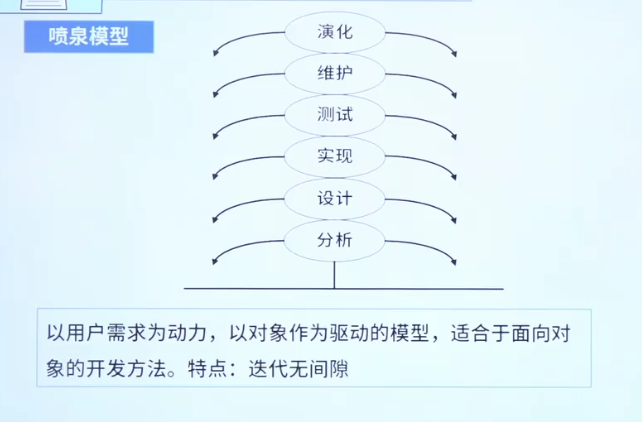 喷泉模型
演化
维护
测试
实现
设计
分析
以用户需求为动力，以对象作为驱动的模型，适合于面向对
象的开发方法。特点：迭代无间隙